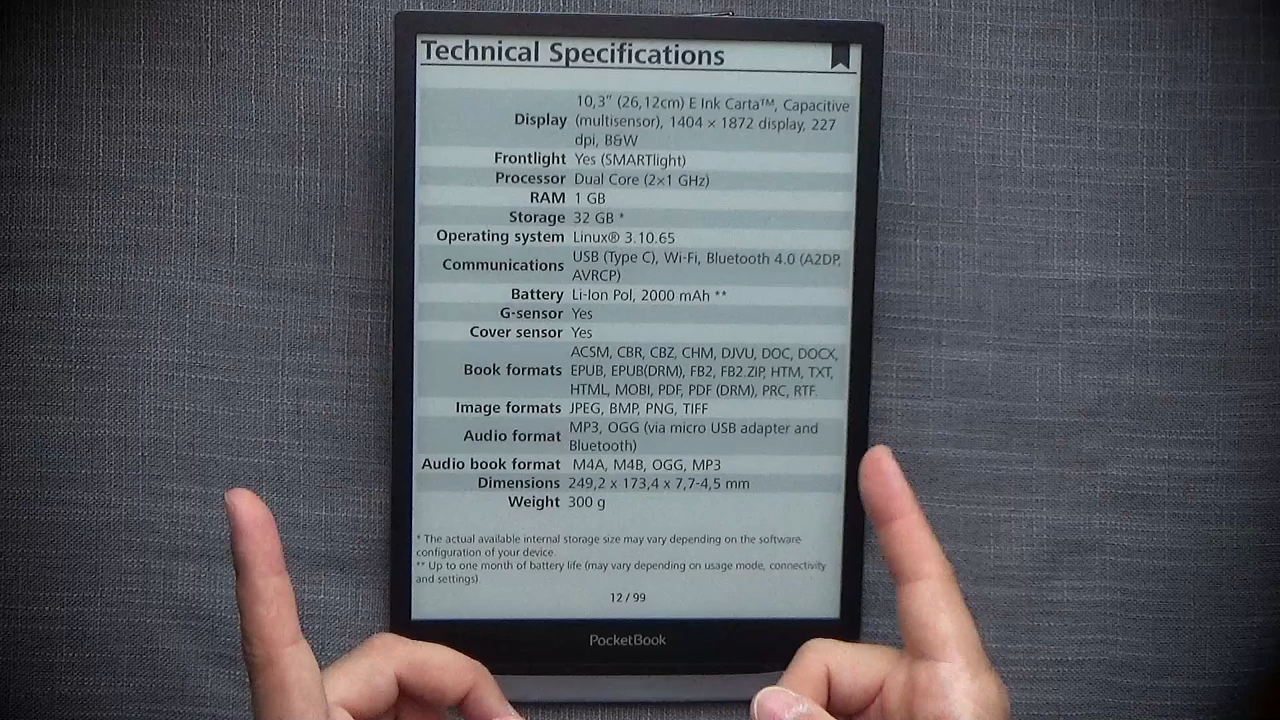 Technical Specifications
Display 10,3” (26,12cm) E Ink Carta™, Capacitive
(multisensor), 1404 × 1872 display, 227
dpi, B&W
Frontlight Yes (SMARTlight)
Processor Dual Core (2×1 GHz)
RAM 1 GB
Storage 32 GB *
Operating system Linux® 3.10.65
Communications USB (Type C), Wi-Fi, Bluetooth 4.0 (A2DP,
AVRCP)
Battery Li-Ion Pol, 2000 mAh **
G-sensor Yes
Cover sensor Yes
Book formats ACSM, CBR, CBZ, CHM, DJVU, DOC, DOCX,
EPUB, EPUB(DRM), FB2, FB2.ZIP, HTM, TXT,
HTML, MOBI, PDF, PDF (DRM), PRC, RTF.
Image formats JPEG, BMP, PNG, TIFF
Audio format MP3, OGG (via micro USB adapter and
Bluetooth)
Audio book format M4A, M4B, OGG, MP3
Dimensions 249,2 x 173,4 x 7,7-4,5 mm
Weight 300 g
* The actual available internal storage size may vary depending on the software
configuration of your device.
** Up to one month of battery life (may vary depending on usage mode, connectivity
and settings)
12 / 99
PocketBook